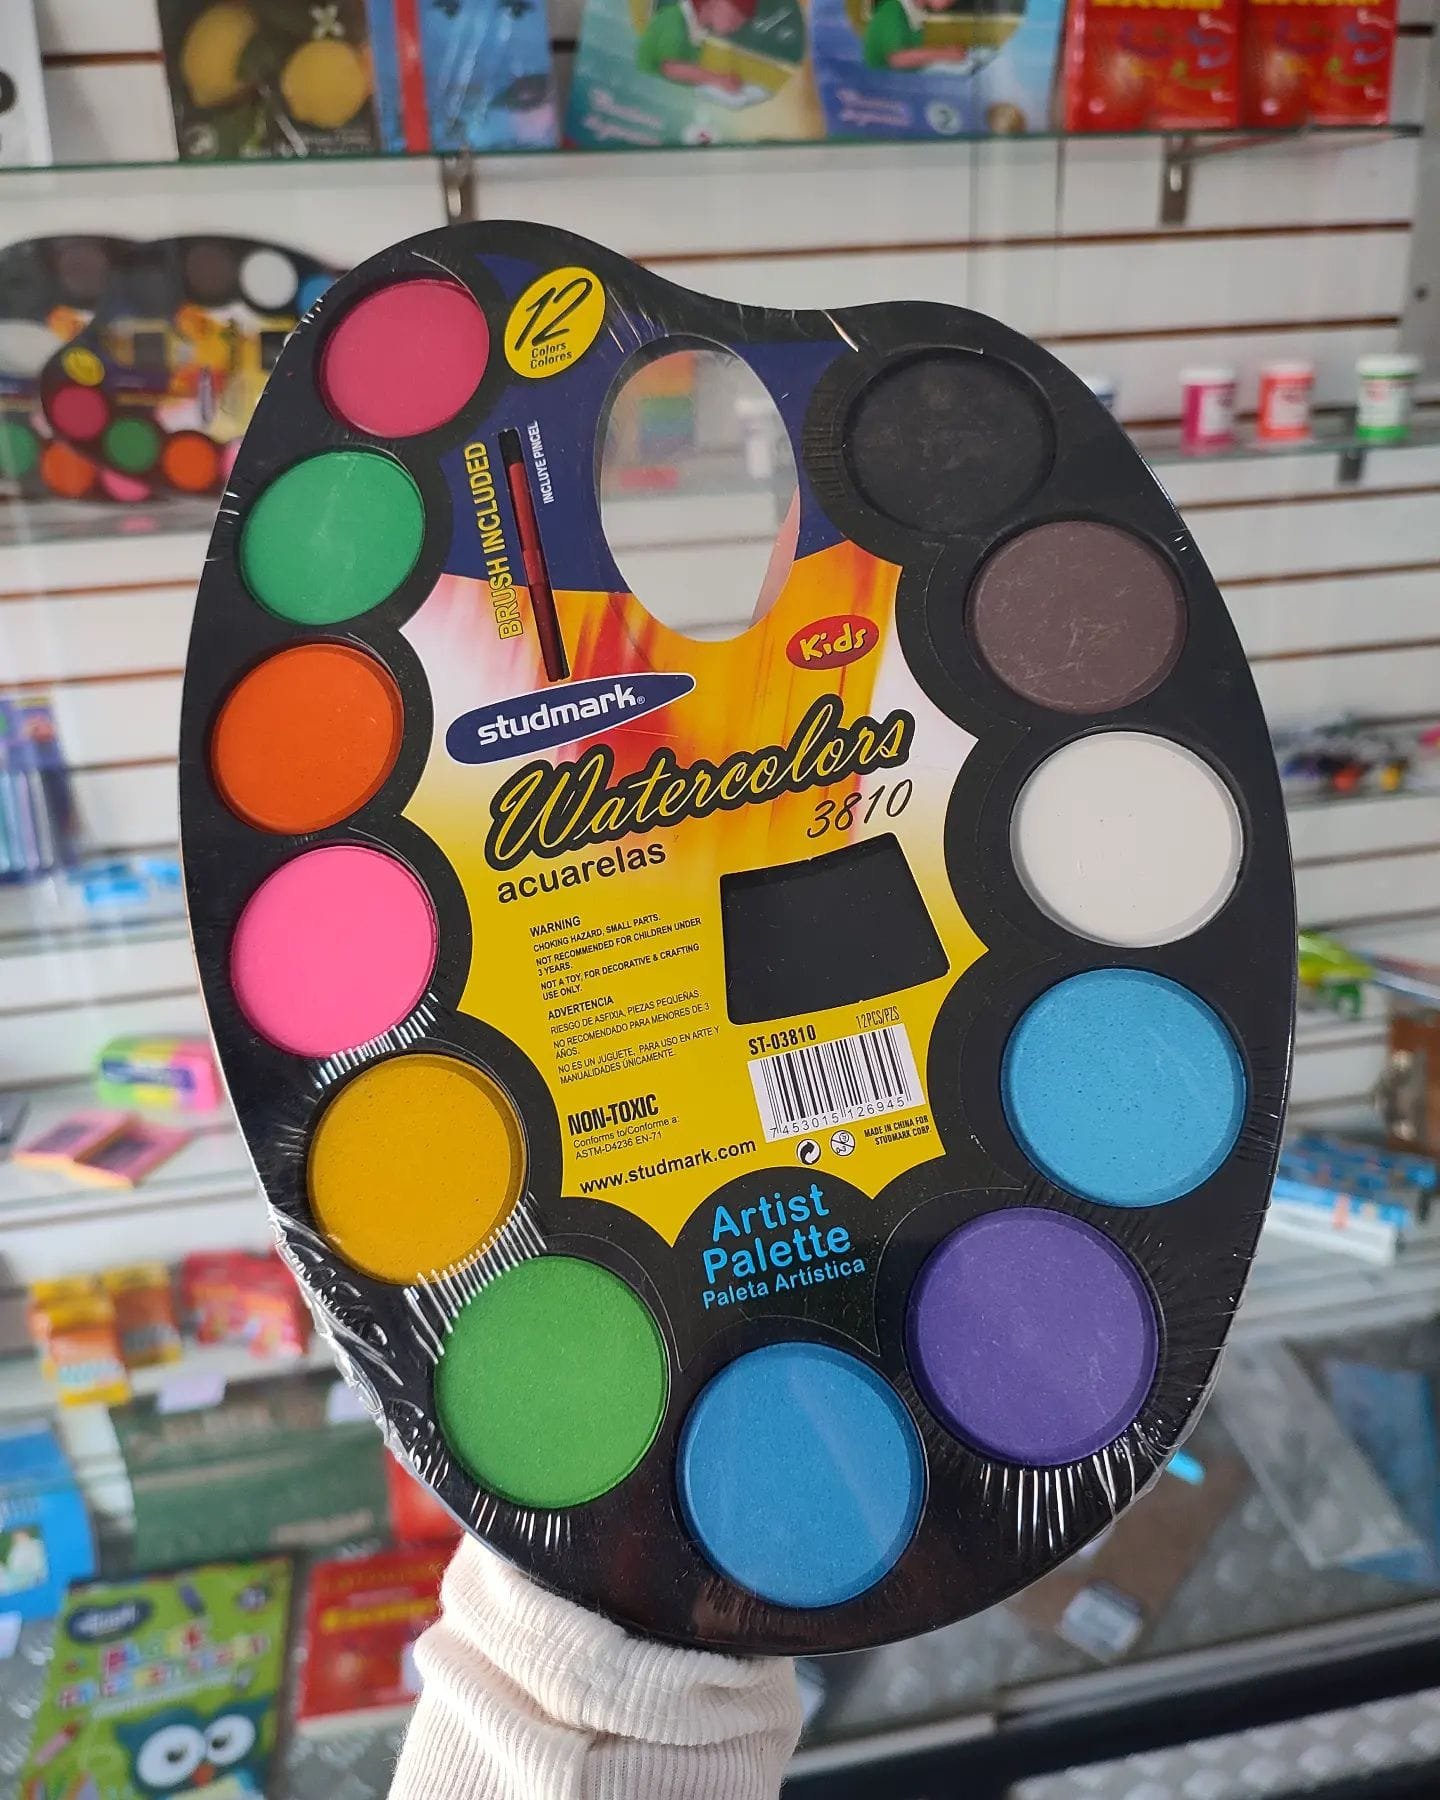 12
Colors
Colores
BRUSH INCLUDED
INCLUYE PINCEL
Kids
studmark®
Watercolors
3810
acuarelas
WARNING
CHOKING HAZARD, SMALL PARTS.
NOT RECOMMENDED FOR CHILDREN UNDER
3 YEARS.
NOT A TOY, FOR DECORATIVE & CRAFTING
USE ONLY.
ADVERTENCIA
RIESGO DE ASFIXIA, PIEZAS PEQUEÑAS.
NO RECOMENDADO PARA MENORES DE 3
AÑOS.
NO ES UN JUGUETE, PARA USO EN ARTE Y
MANUALIDADES ÚNICAMENTE.
ST-03810
12PCS/PZS
7 453015 126945
NON-TOXIC
Conforms to/Conforme a:
ASTM-D4236 EN-71
MADE IN CHINA FOR
STUDMARK CORP.
www.studmark.com
Artist
Palette
Paleta Artística